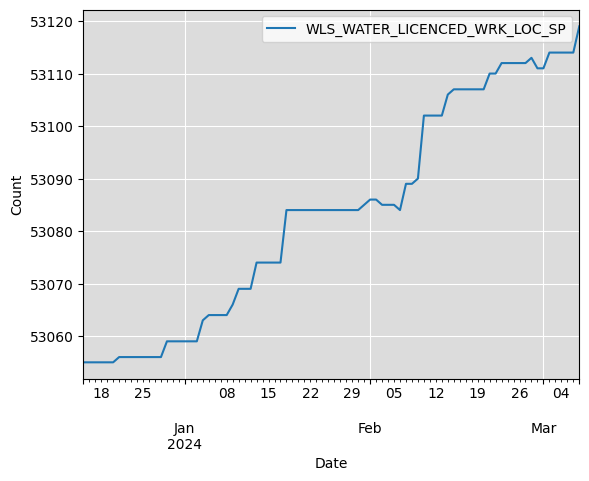 WLS_WATER_LICENCED_WRK_LOC_SP
53120
53110
53100
53090
53080
53070
53060
Count
18 25 08 15 22 29 05 12 19 26 04
Jan Feb Mar
2024
Date